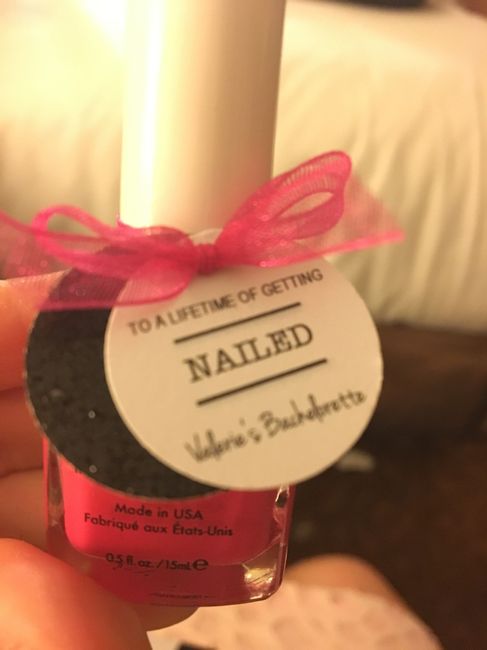 TO A LIFETIME OF GETTING
NAILED
Valerie's Bachelorette
Made in USA
Fabriqué aux États-Unis
0.5 fl. oz. / 15mL e